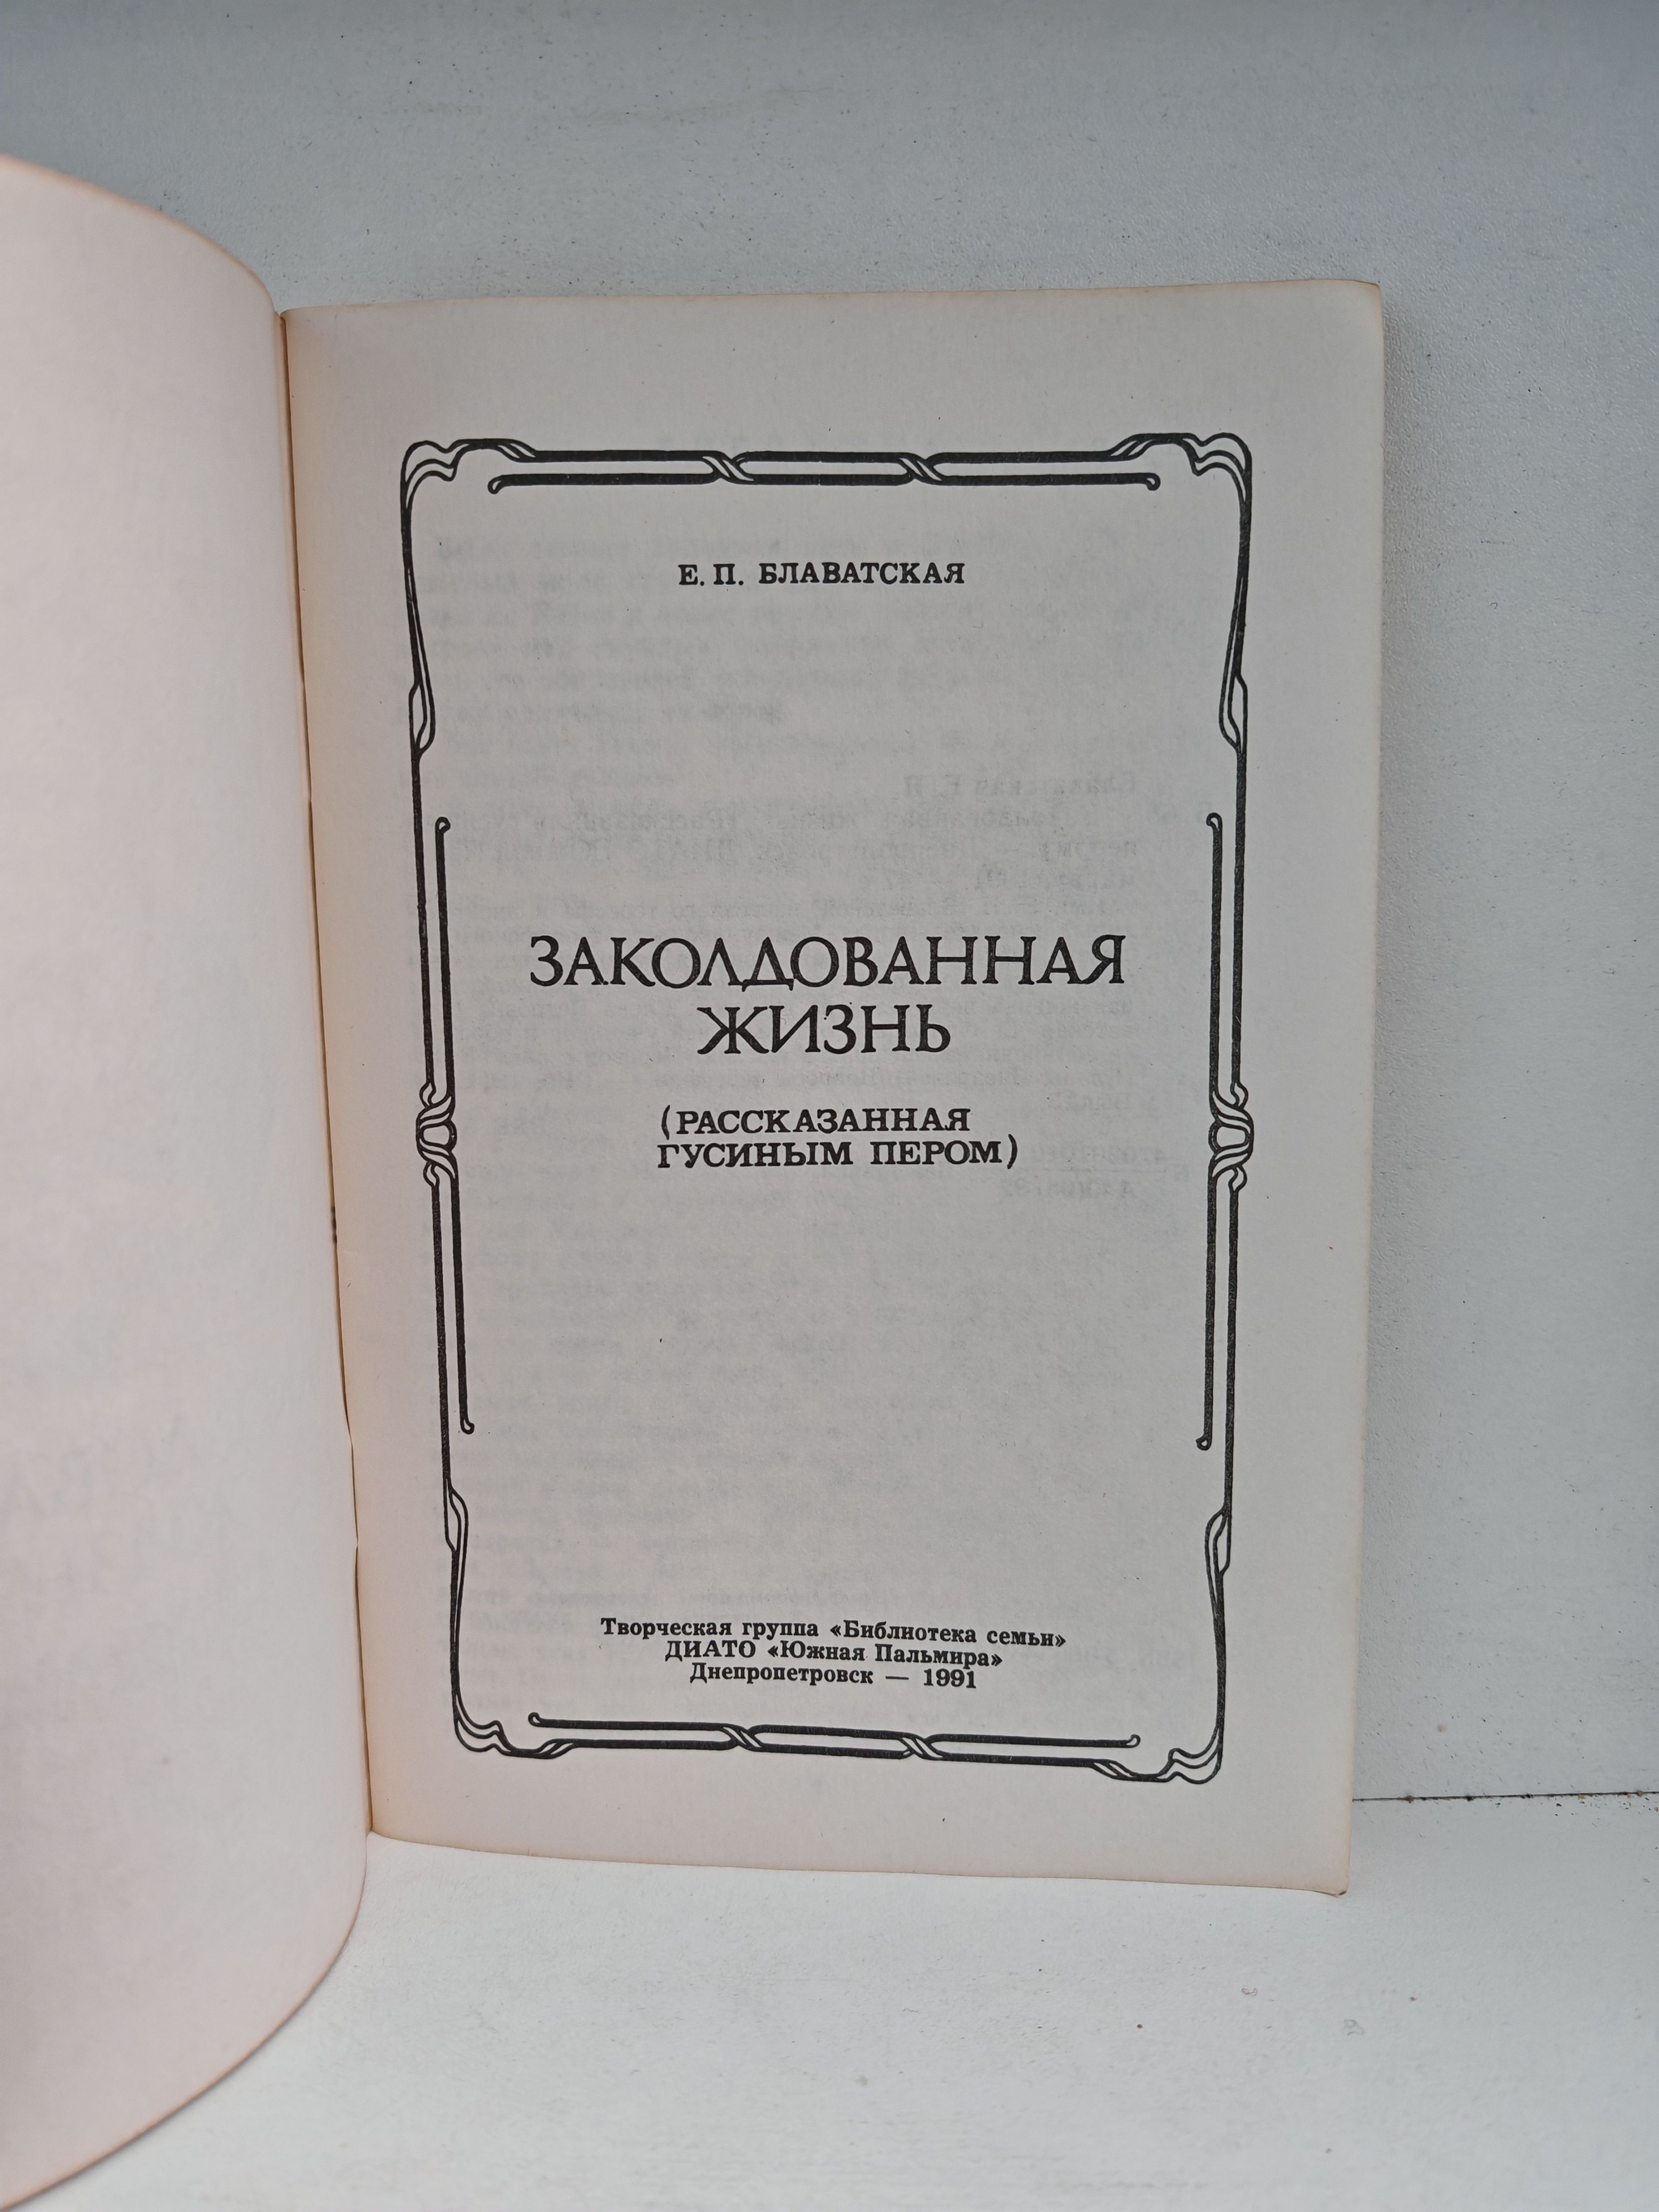 Е. П. БЛАВАТСКАЯ
ЗАКОЛДОВАННАЯ
ЖИЗНЬ
(РАССКАЗАННАЯ
ГУСИНЫМ ПЕРОМ)
Творческая группа «Библиотека семьи»
ДИАТО «Южная Пальмира»
Днепропетровск — 1991